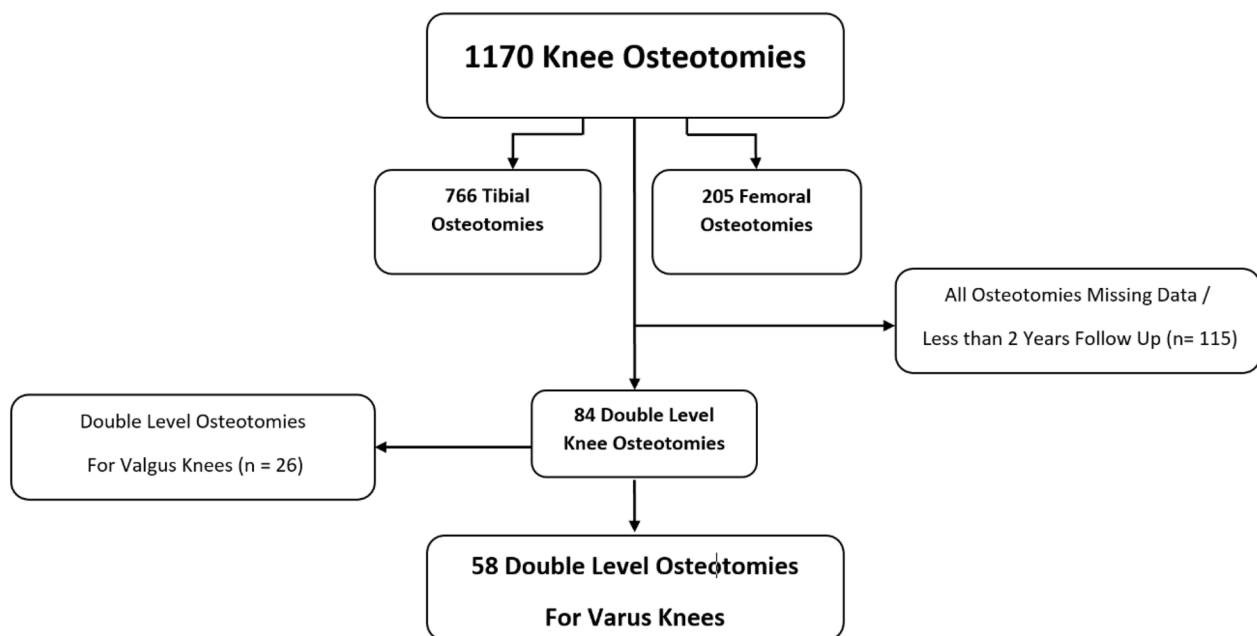 1170 Knee Osteotomies
766 Tibial
Osteotomies
205 Femoral
Osteotomies
All Osteotomies Missing Data /
Less than 2 Years Follow Up (n= 115)
84 Double Level
Knee Osteotomies
Double Level Osteotomies
For Valgus Knees (n = 26)
58 Double Level Osteotomies
For Varus Knees